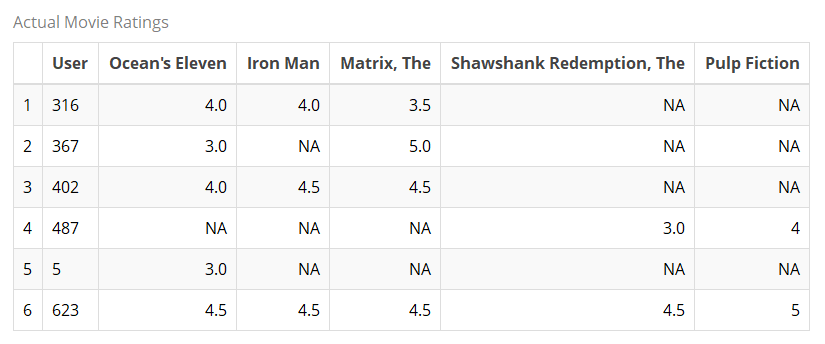 Actual Movie Ratings
User Ocean's Eleven Iron Man Matrix, The Shawshank Redemption, The Pulp Fiction
1 316 4.0 4.0 3.5 NA NA
2 367 3.0 NA 5.0 NA NA
3 402 4.0 4.5 4.5 NA NA
4 487 NA NA NA 3.0 4
5 5 3.0 NA NA NA NA
6 623 4.5 4.5 4.5 4.5 5